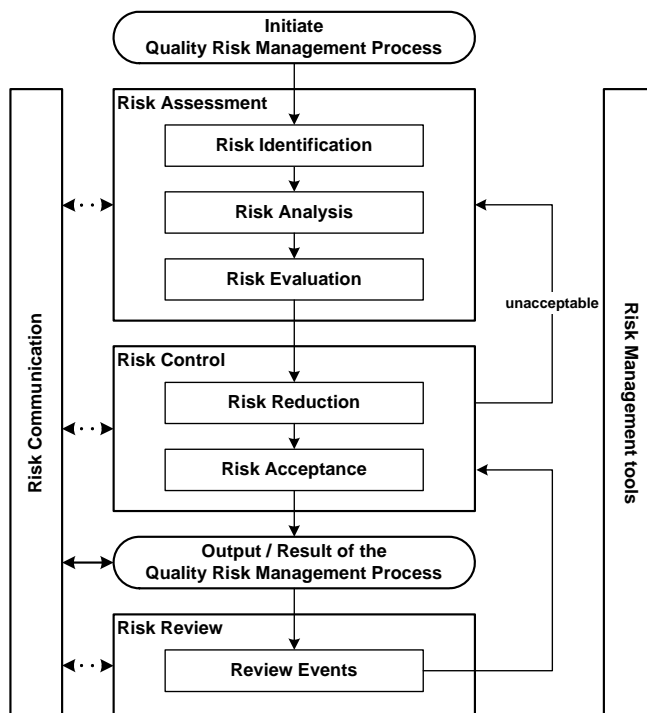 Initiate
Quality Risk Management Process
Risk Assessment
Risk Identification
Risk Analysis
Risk Evaluation
unacceptable
Risk Control
Risk Reduction
Risk Acceptance
Output / Result of the
Quality Risk Management Process
Risk Review
Review Events
Risk Communication
Risk Management tools